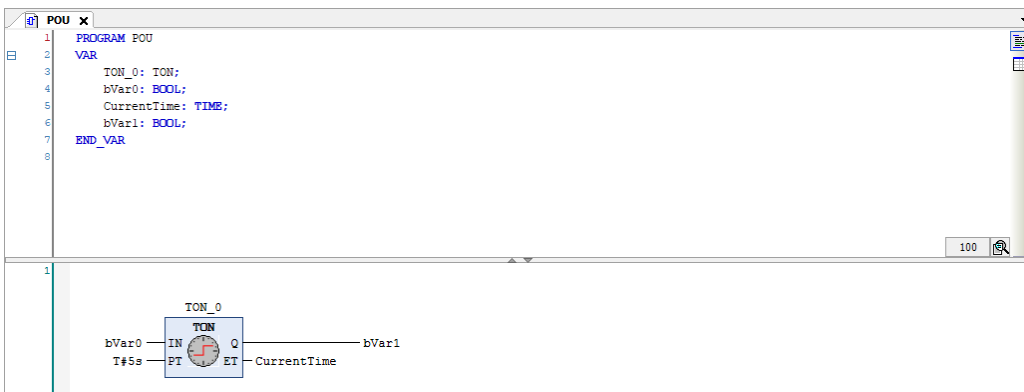 POU
1 PROGRAM POU
2 VAR
3 TON_0: TON;
4 bVar0: BOOL;
5 CurrentTime: TIME;
6 bVar1: BOOL;
7 END_VAR
8
100
1
TON_0
TON
bVar0 IN Q bVar1
T#5s PT ET CurrentTime